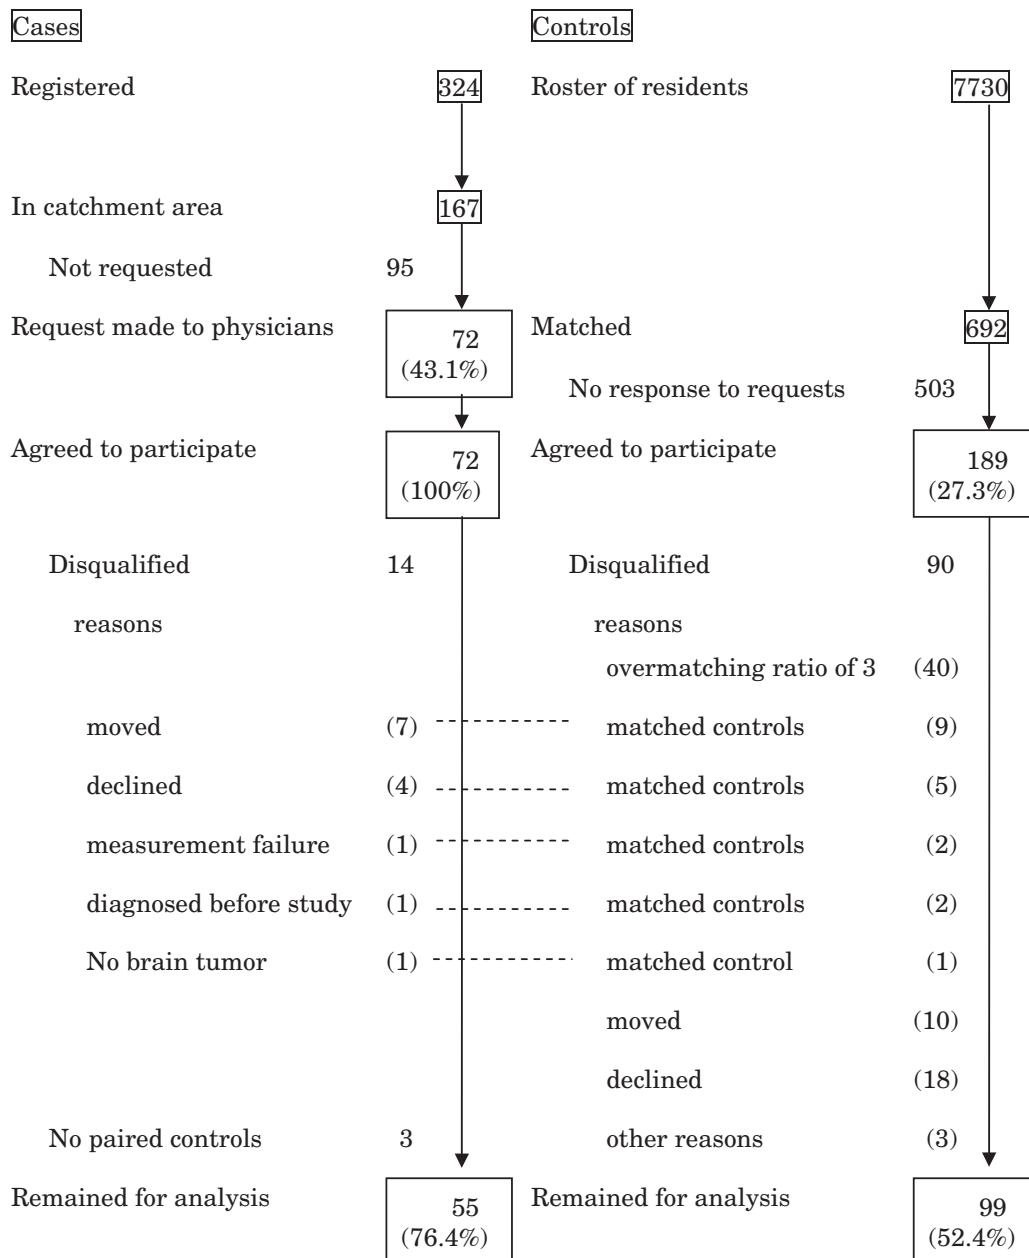 Cases Controls
Registered 324 Roster of residents 7730
In catchment area 167
Not requested 95
Request made to physicians 72 Matched 692
(43.1%)
No response to requests 503
Agreed to participate 72 Agreed to participate 189
(100%) (27.3%)
Disqualified 14 Disqualified 90
reasons reasons
overmatching ratio of 3 (40)
moved (7) matched controls (9)
declined (4) matched controls (5)
measurement failure (1) matched controls (2)
diagnosed before study (1) matched controls (2)
No brain tumor (1) matched control (1)
moved (10)
declined (18)
No paired controls 3 other reasons (3)
Remained for analysis 55 Remained for analysis 99
(76.4%) (52.4%)